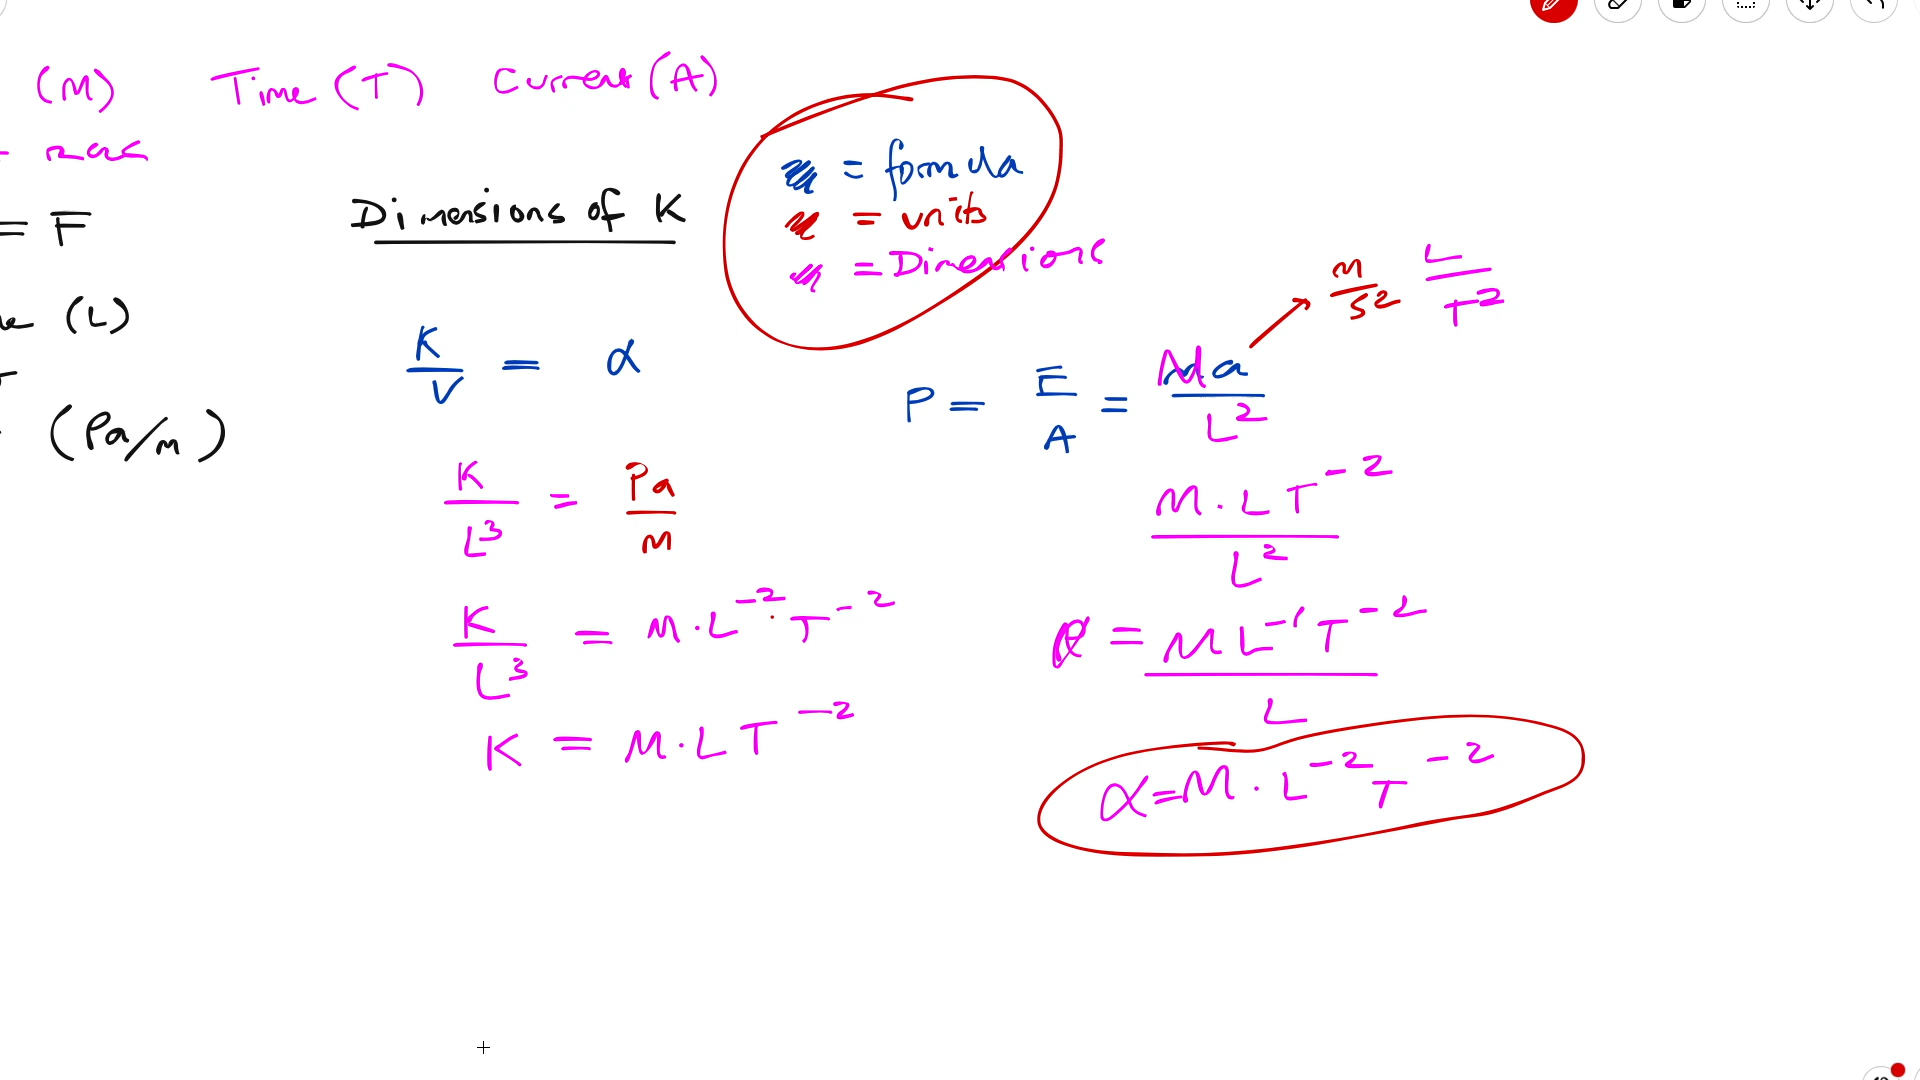 (M) Time (T) Current (A)
= F
Dimensions of K
= formula
= units
= Dimensions
(L)
(Pa/m)
K/V = α
P = F/A = Ma/L²
m/s² L/T²
K/L³ = Pa/m
M·LT⁻²/L²
K/L³ = M·L⁻²T⁻²
= ML⁻¹T⁻²/L
K = M·LT⁻²
α = M·L⁻²T⁻²